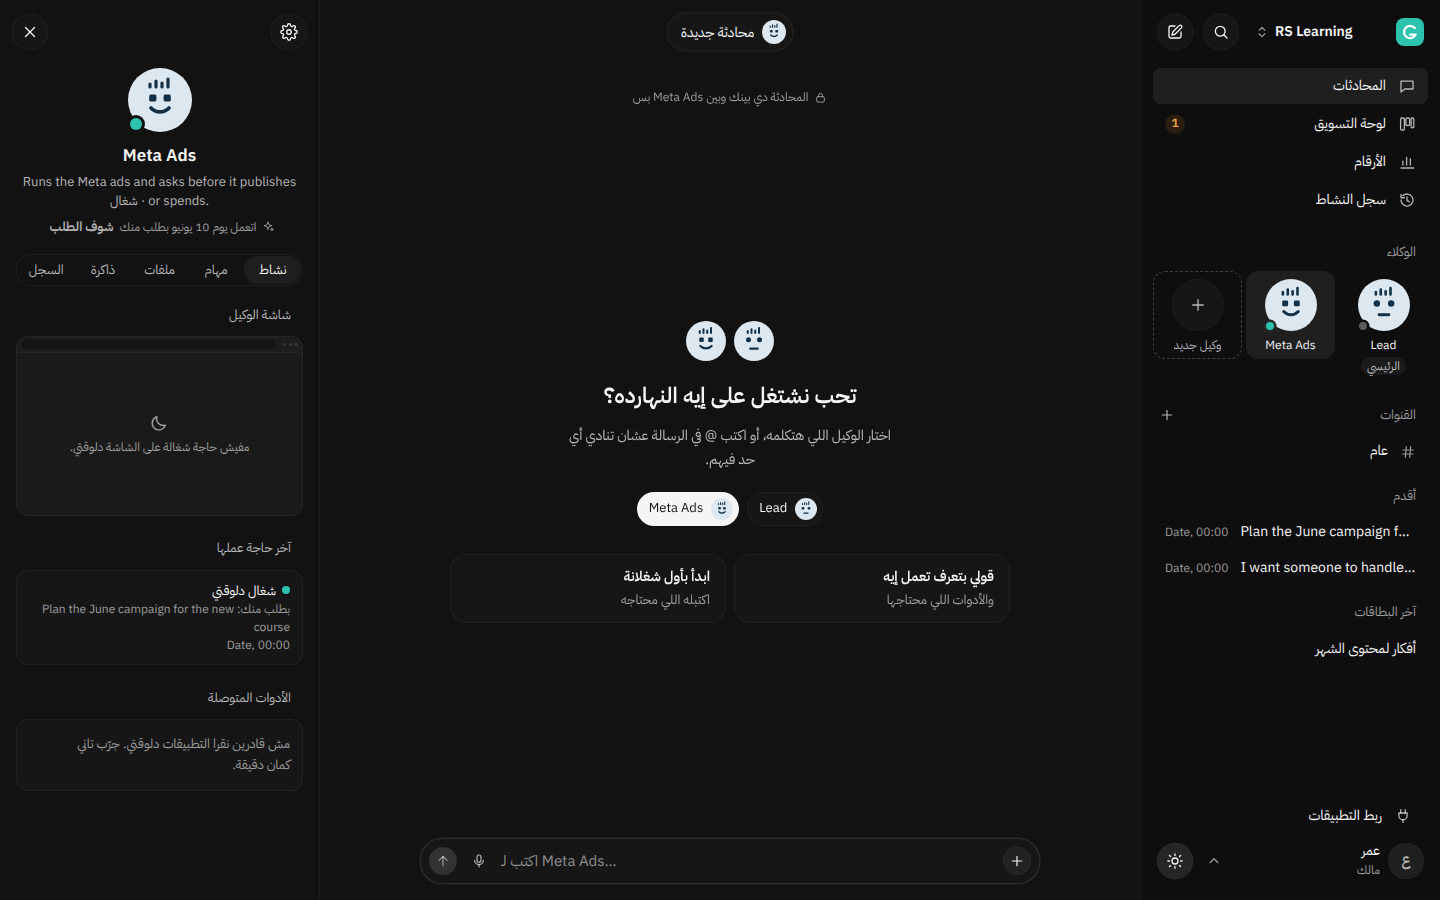 RS Learning
المحادثات
لوحة التسويق
1
الأرقام
سجل النشاط
الوكلاء
Lead
الرئيسي
Meta Ads
وكيل جديد
القنوات
عام
أقدم
Plan the June campaign f...
Date, 00:00
I want someone to handle...
Date, 00:00
آخر البطاقات
أفكار لمحتوى الشهر
ربط التطبيقات
ع
عمر
مالك
محادثة جديدة
المحادثة دي بينك وبين Meta Ads بس
تحب نشتغل على إيه النهارده؟
اختار الوكيل اللي هتكلمه، أو اكتب @ في الرسالة عشان تنادي أي
حد فيهم.
Lead
Meta Ads
قولي بتعرف تعمل إيه
والأدوات اللي محتاجها
ابدأ بأول شغلانة
اكتبله اللي محتاجه
اكتب لـ Meta Ads...
Meta Ads
Runs the Meta ads and asks before it publishes
or spends. · شغال
اتعمل يوم 10 يونيو بطلب منك شوف الطلب
نشاط
مهام
ملفات
ذاكرة
السجل
شاشة الوكيل
مفيش حاجة شغالة على الشاشة دلوقتي.
آخر حاجة عملها
شغال دلوقتي
بطلب منك: Plan the June campaign for the new
course
Date, 00:00
الأدوات المتوصلة
مش قادرين نقرا التطبيقات دلوقتي. جرّب تاني
كمان دقيقة.